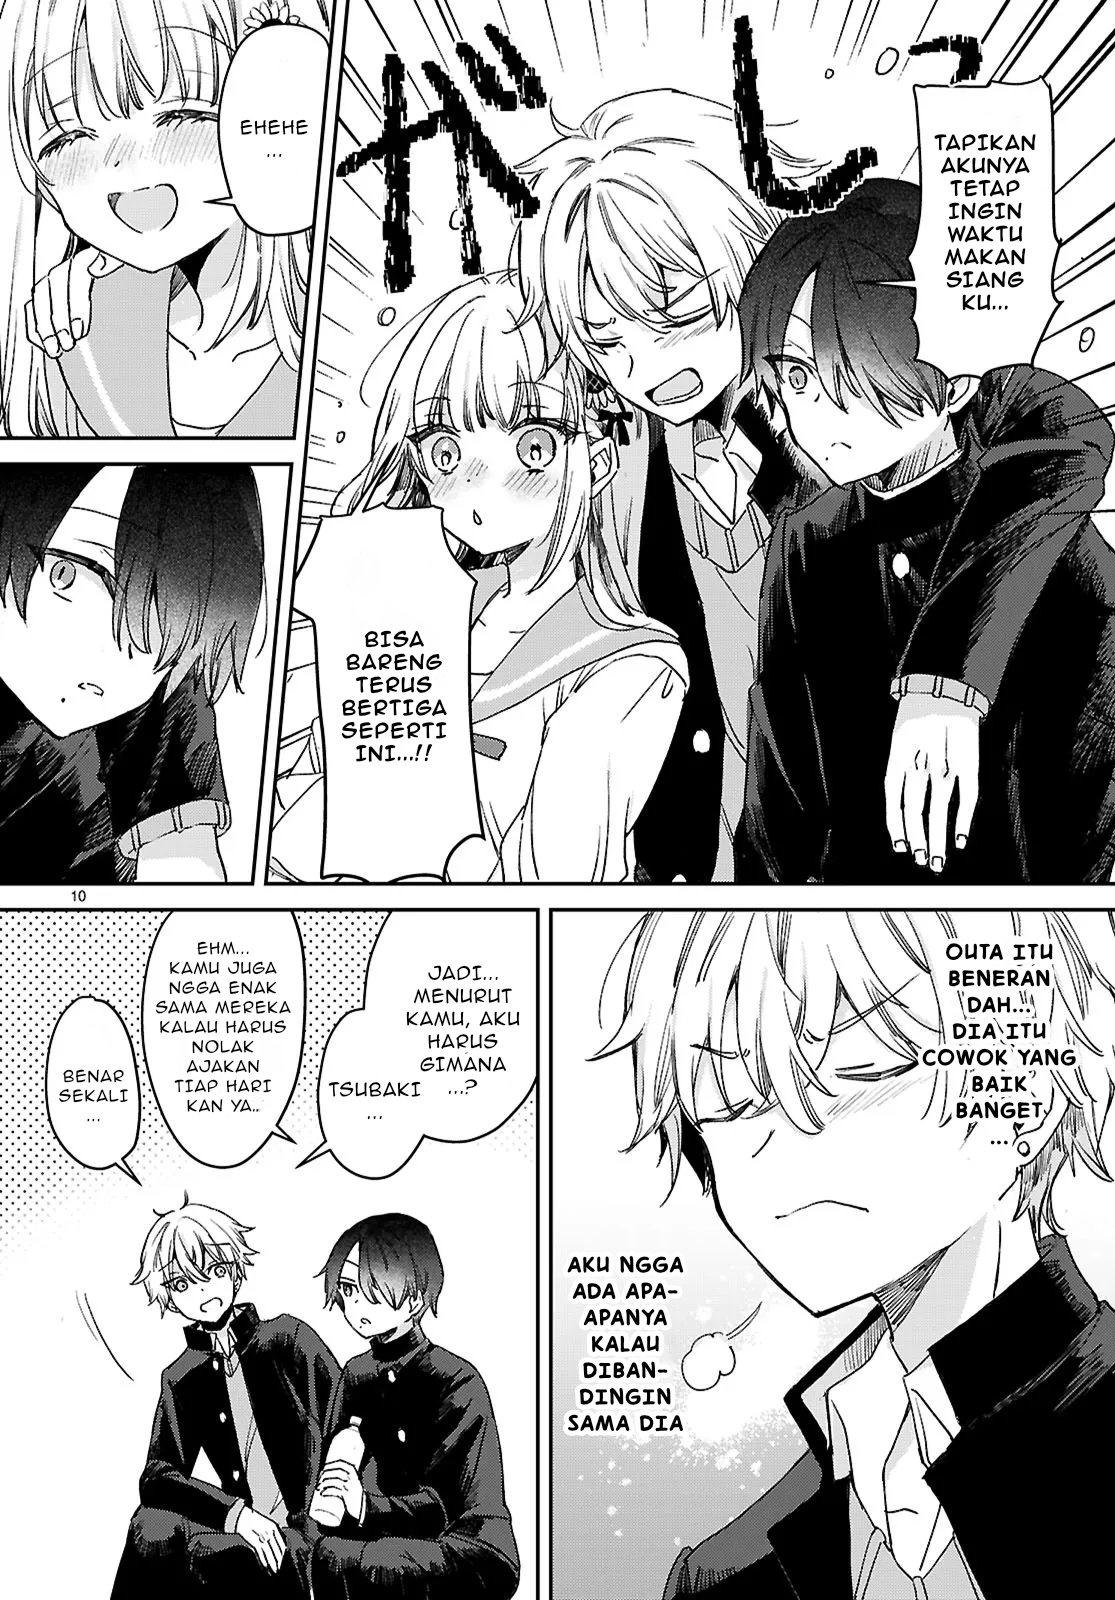 ガしっ
TAPIKAN
AKUNYA
TETAP
INGIN
WAKTU
MAKAN
SIANG
KU...
BISA
BARENG
TERUS
BERTIGA
SEPERTI
INI...!!
EHEHE
...
10
OUTA ITU
BENERAN
DAH...
DIA ITU
COWOK YANG
BAIK
BANGET
...
AKU NGGA
ADA APA-
APANYA
KALAU
DIBAN-
DINGIN
SAMA DIA
JADI...
MENURUT
KAMU, AKU
HARUS
GIMANA
...?
TSUBAKI
...
EHM...
KAMU JUGA
NGGA ENAK
SAMA MEREKA
KALAU HARUS
NOLAK
AJAKAN
TIAP HARI
KAN YA..
BENAR
SEKALI
...